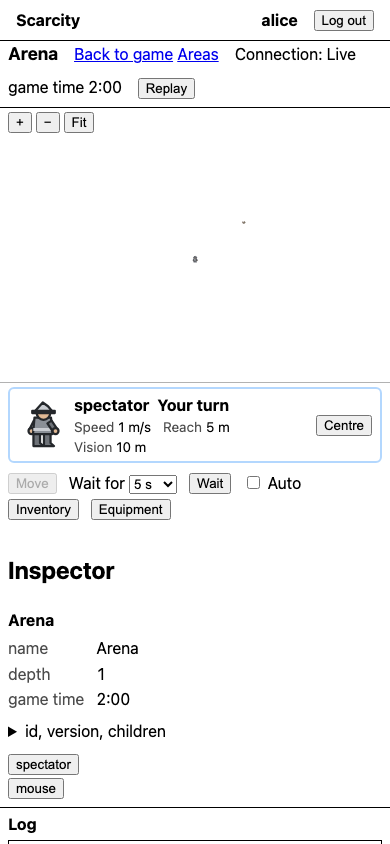 Scarcity alice Log out
Arena Back to game Areas Connection: Live
game time 2:00 Replay
+ − Fit
spectator Your turn
Speed 1 m/s Reach 5 m
Vision 10 m
Centre
Move Wait for 5 s Wait Auto
Inventory Equipment
Inspector
Arena
name Arena
depth 1
game time 2:00
id, version, children
spectator
mouse
Log